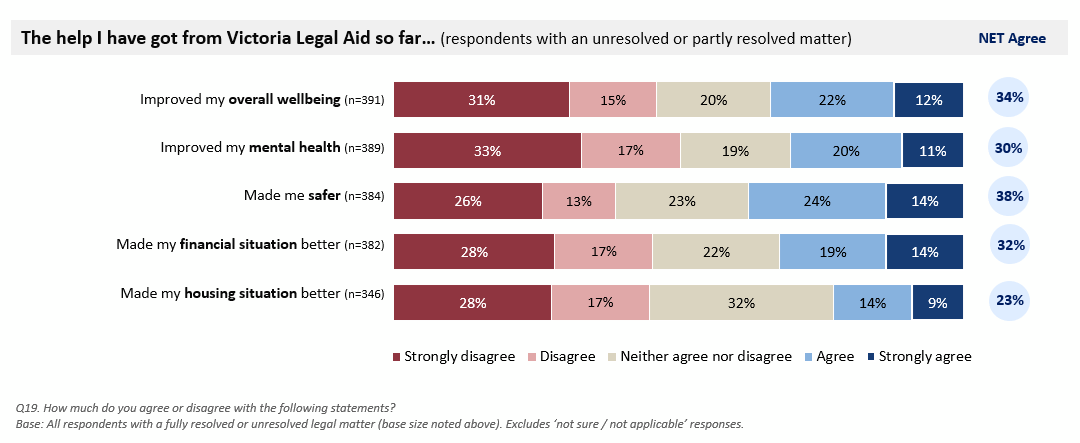 The help I have got from Victoria Legal Aid so far... (respondents with an unresolved or partly resolved matter) NET Agree
Improved my overall wellbeing (n=391) 31% 15% 20% 22% 12% 34%
Improved my mental health (n=389) 33% 17% 19% 20% 11% 30%
Made me safer (n=384) 26% 13% 23% 24% 14% 38%
Made my financial situation better (n=382) 28% 17% 22% 19% 14% 32%
Made my housing situation better (n=346) 28% 17% 32% 14% 9% 23%
Strongly disagree Disagree Neither agree nor disagree Agree Strongly agree
Q19. How much do you agree or disagree with the following statements?
Base: All respondents with a fully resolved or unresolved legal matter (base size noted above). Excludes 'not sure / not applicable' responses.